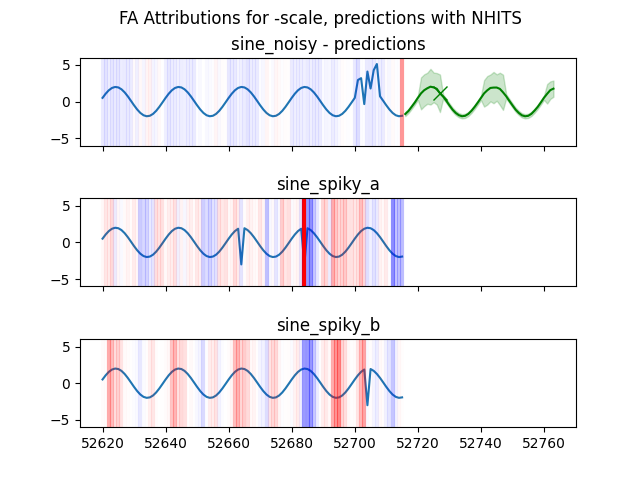 FA Attributions for -scale, predictions with NHITS
sine_noisy - predictions
5
0
−5
sine_spiky_a
5
0
−5
sine_spiky_b
5
0
−5
52620 52640 52660 52680 52700 52720 52740 52760